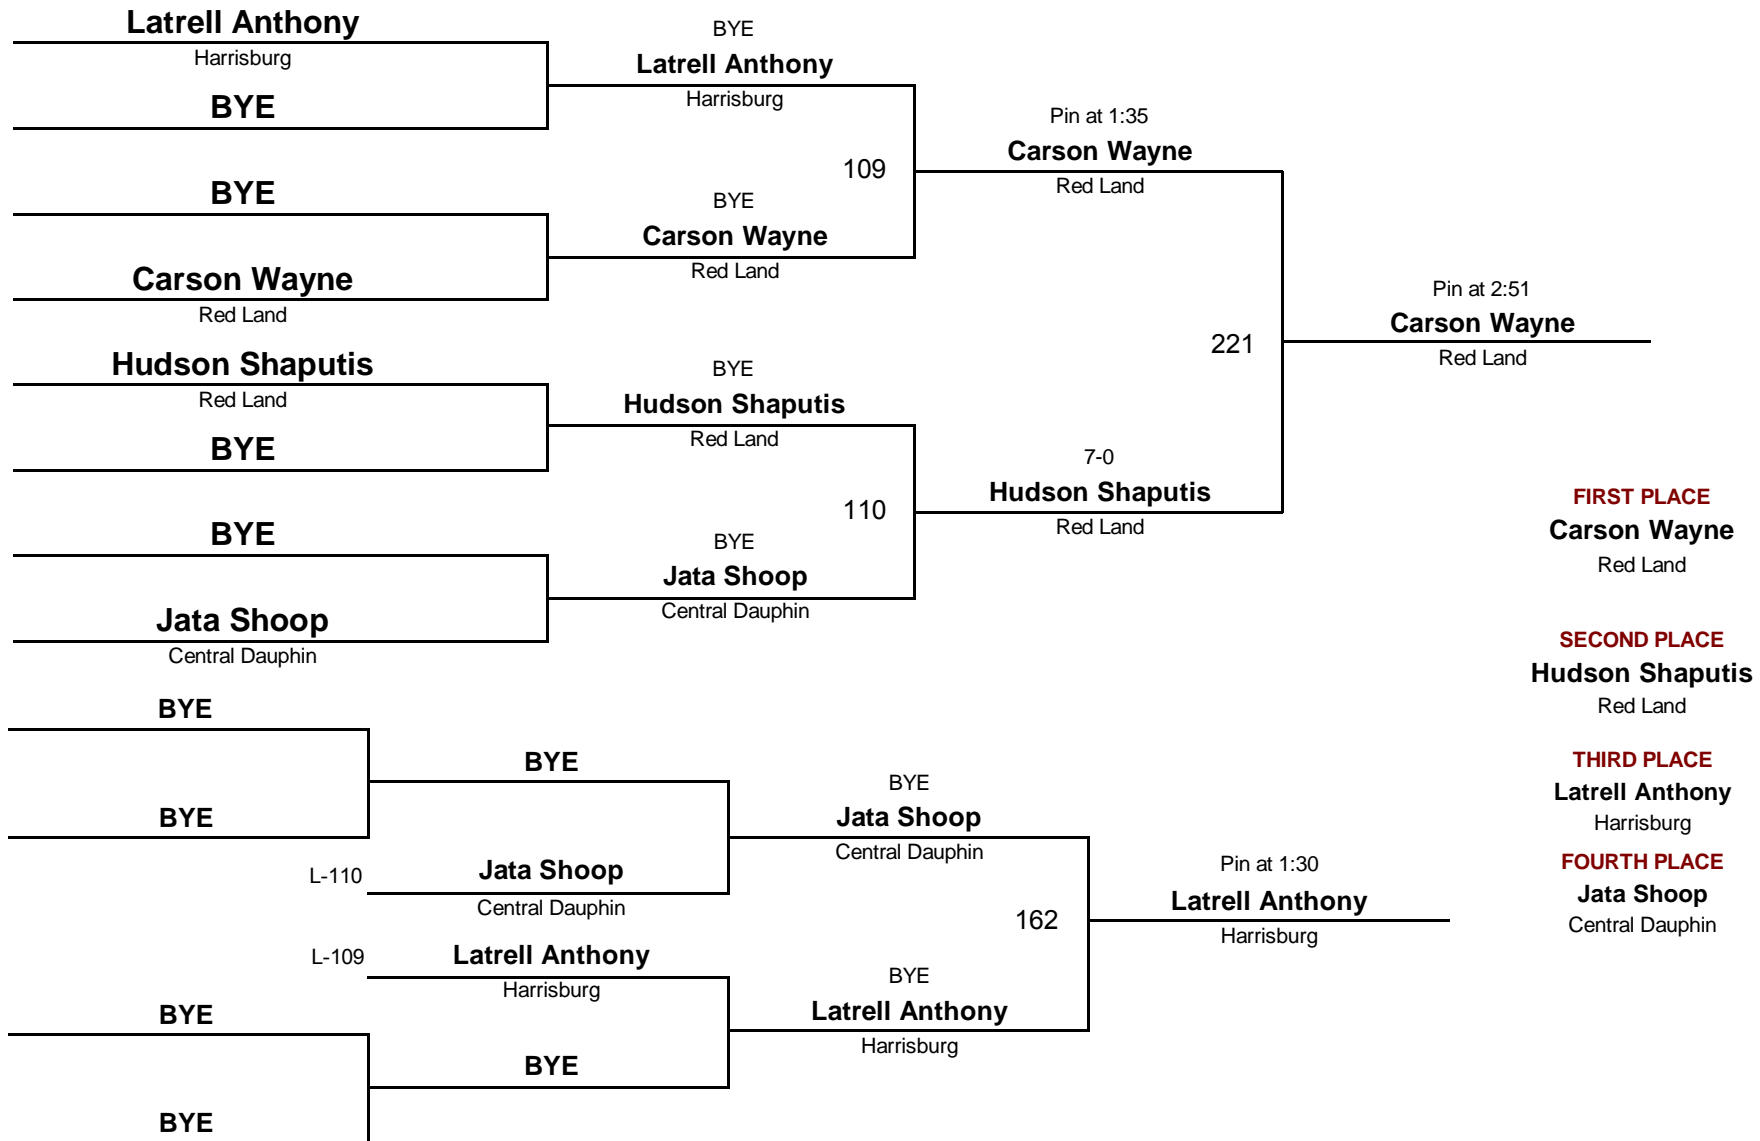 Latrell Anthony
Harrisburg
BYE
BYE
Carson Wayne
Red Land
Hudson Shaputis
Red Land
BYE
BYE
Jata Shoop
Central Dauphin
BYE
Latrell Anthony
Harrisburg
109
BYE
Carson Wayne
Red Land
BYE
Hudson Shaputis
Red Land
110
BYE
Jata Shoop
Central Dauphin
Pin at 1:35
Carson Wayne
Red Land
221
7-0
Hudson Shaputis
Red Land
Pin at 2:51
Carson Wayne
Red Land
FIRST PLACE
Carson Wayne
Red Land
SECOND PLACE
Hudson Shaputis
Red Land
THIRD PLACE
Latrell Anthony
Harrisburg
FOURTH PLACE
Jata Shoop
Central Dauphin
BYE
BYE
BYE
BYE
BYE
L-110
Jata Shoop
Central Dauphin
L-109
Latrell Anthony
Harrisburg
BYE
BYE
Jata Shoop
Central Dauphin
162
BYE
Latrell Anthony
Harrisburg
Pin at 1:30
Latrell Anthony
Harrisburg